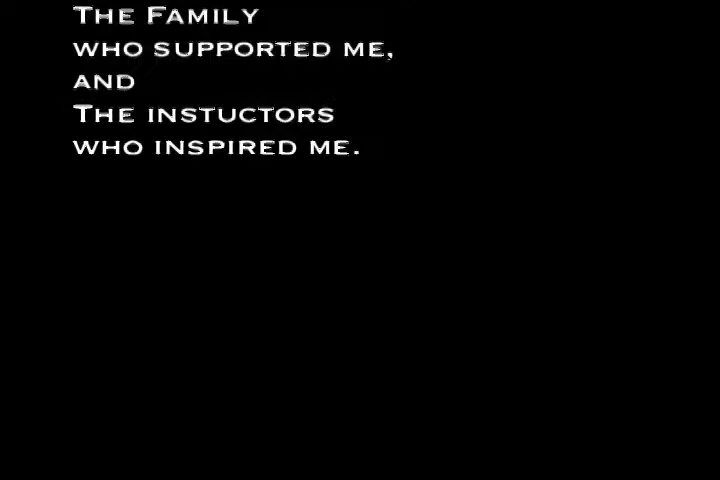 The Family
who supported me,
and
The instuctors
who inspired me.